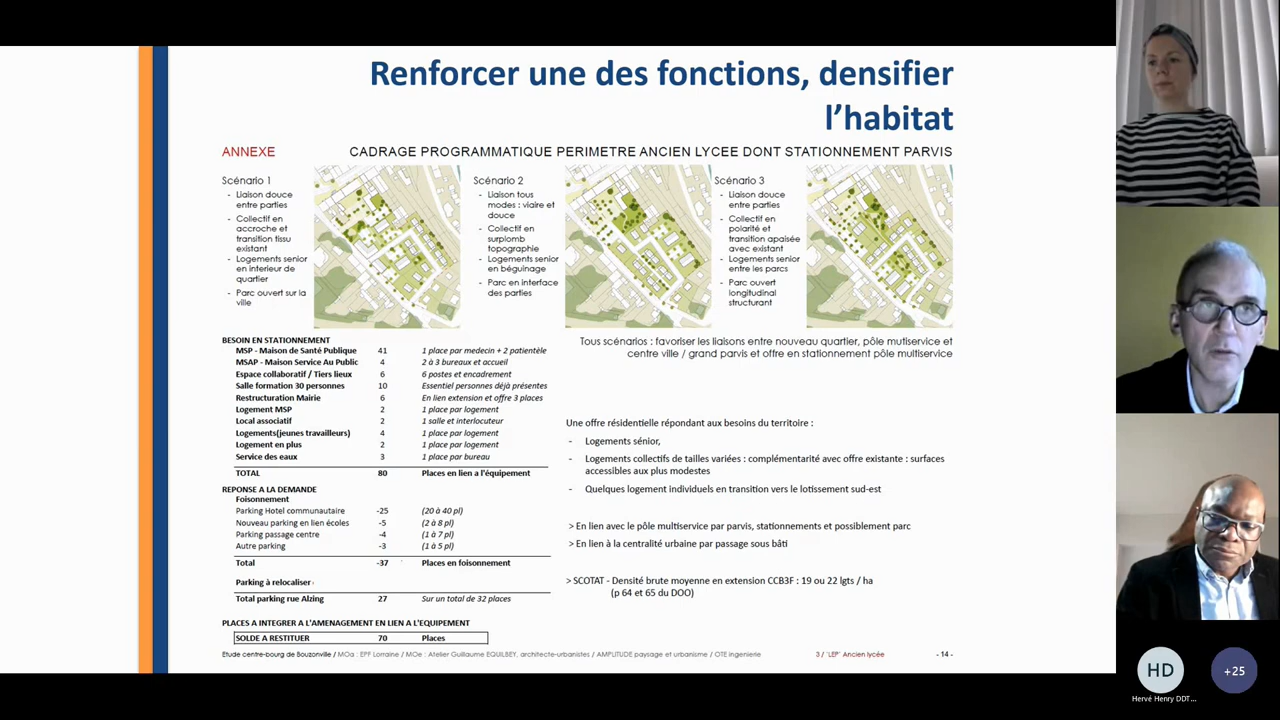 Renforcer une des fonctions, densifier
l’habitat
ANNEXE
CADRAGE PROGRAMMATIQUE PERIMETRE ANCIEN LYCEE DONT STATIONNEMENT PARVIS
Scénario 1
- Liaison douce
entre parties
- Collectif en
accroche et
transition tissu
existant
- Logements senior
en interieur de
quartier
- Parc ouvert sur la
ville
Scénario 2
- Liaison tous
modes : viaire et
douce
- Collectif en
surplomb
topographie
- Logements senior
en béguinage
- Parc en interface
des parties
Scénario 3
- Liaison douce
entre parties
- Collectif en
polarité et
transition apaisée
avec existant
- Logements senior
entre les parcs
- Parc ouvert
longitudinal
structurant
BESOIN EN STATIONNEMENT
MSP - Maison de Santé Publique 41 1 place par medecin + 2 patientèle
MSAP - Maison Service Au Public 4 2 à 3 bureaux et accueil
Espace collaboratif / Tiers lieux 6 6 postes et encadrement
Salle formation 30 personnes 10 Essentiel personnes déjà présentes
Restructuration Mairie 6 En lien extension et offre 3 places
Logement MSP 2 1 place par logement
Local associatif 2 1 salle et interlocuteur
Logements(jeunes travailleurs) 4 1 place par logement
Logement en plus 2 1 place par logement
Service des eaux 3 1 place par bureau
TOTAL 80 Places en lien a l'équipement
REPONSE A LA DEMANDE
Foisonnement
Parking Hotel communautaire -25 (20 à 40 pl)
Nouveau parking en lien écoles -5 (2 à 8 pl)
Parking passage centre -4 (1 à 7 pl)
Autre parking -3 (1 à 5 pl)
Total -37 Places en foisonnement
Parking à relocaliser
Total parking rue Alzing 27 Sur un total de 32 places
PLACES A INTEGRER A L'AMENAGEMENT EN LIEN A L'EQUIPEMENT
SOLDE A RESTITUER 70 Places
Tous scénarios : favoriser les liaisons entre nouveau quartier, pôle mutiservice et
centre ville / grand parvis et offre en stationnement pôle multiservice
Une offre résidentielle répondant aux besoins du territoire :
- Logements sénior,
- Logements collectifs de tailles variées : complémentarité avec offre existante : surfaces
accessibles aux plus modestes
- Quelques logement individuels en transition vers le lotissement sud-est
> En lien avec le pôle multiservice par parvis, stationnements et possiblement parc
> En lien à la centralité urbaine par passage sous bâti
> SCOTAT - Densité brute moyenne en extension CCB3F : 19 ou 22 lgts / ha
(p 64 et 65 du DOO)
Etude centre-bourg de Bouzonville / MOa : EPF Lorraine / MOe : Atelier Guillaume EQUILBEY, architecte-urbanistes / AMPLITUDE paysage et urbanisme / OTE ingenierie
3 / 'LEP' Ancien lycée
- 14 -
HD
+25
Hervé Henry DDT...